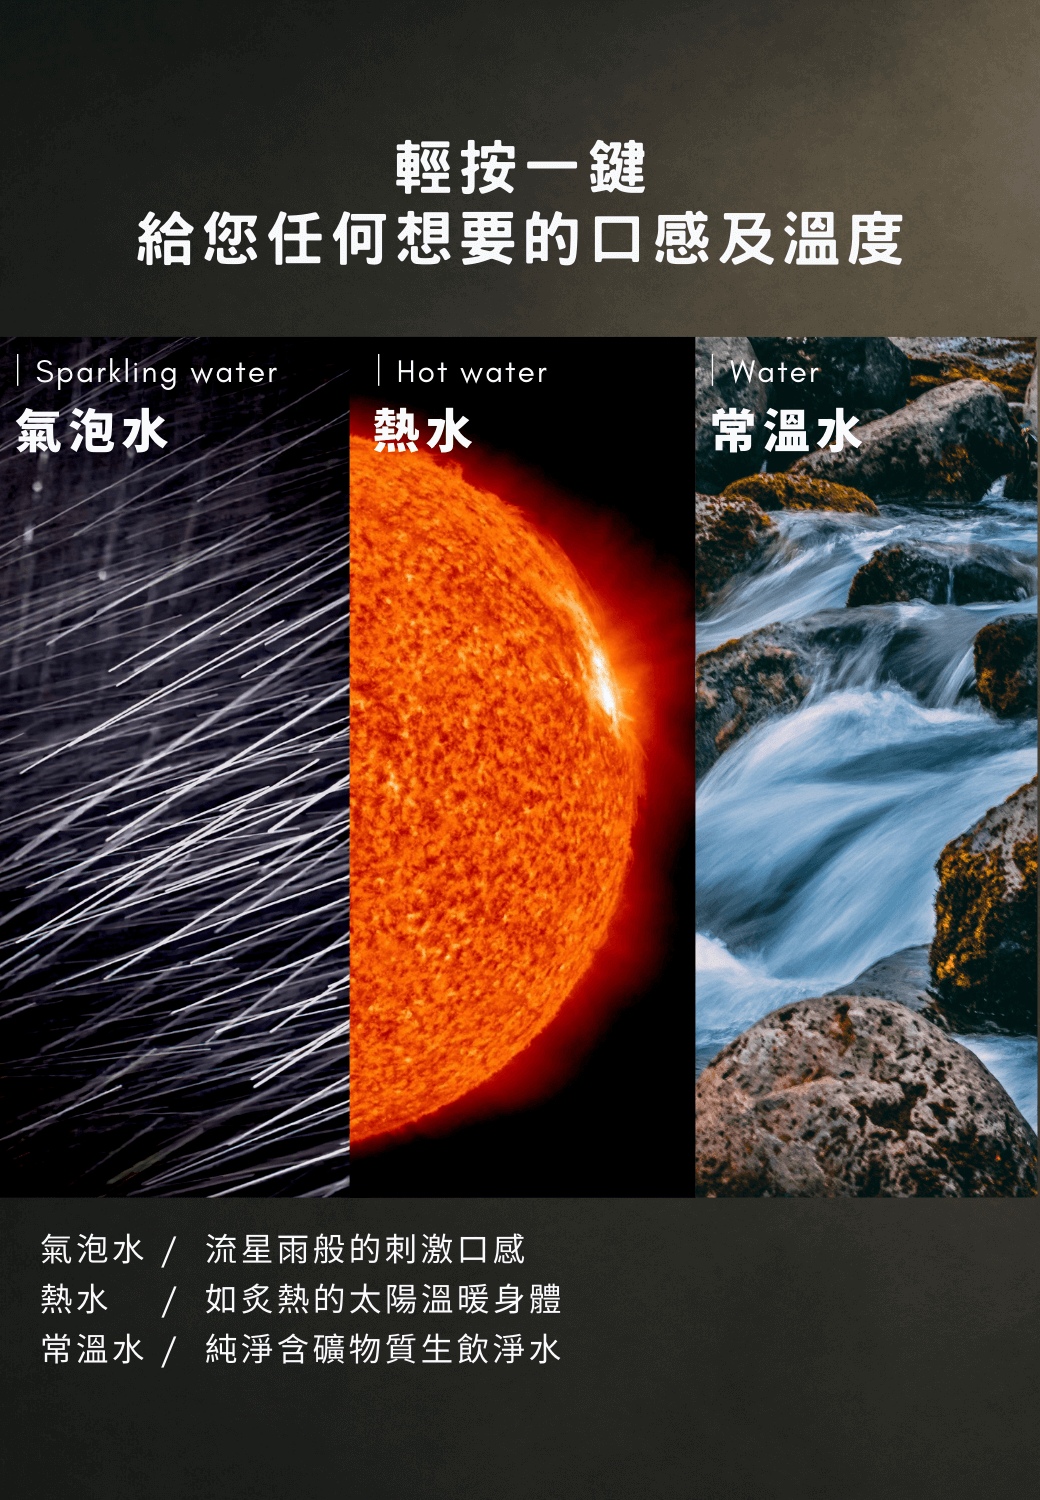 輕按一鍵
給您任何想要的口感及溫度
| Sparkling water
氣泡水
| Hot water
熱水
| Water
常溫水
氣泡水 / 流星雨般的刺激口感
熱水 / 如炙熱的太陽溫暖身體
常溫水 / 純淨含礦物質生飲淨水